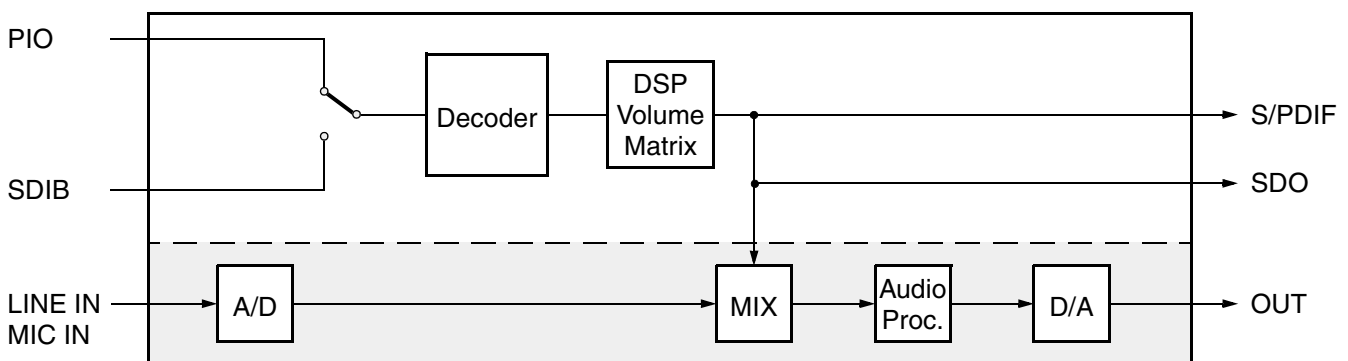 PIO
SDIB
Decoder
DSP
Volume
Matrix
S/PDIF
SDO
LINE IN
MIC IN
A/D
MIX
Audio
Proc.
D/A
OUT